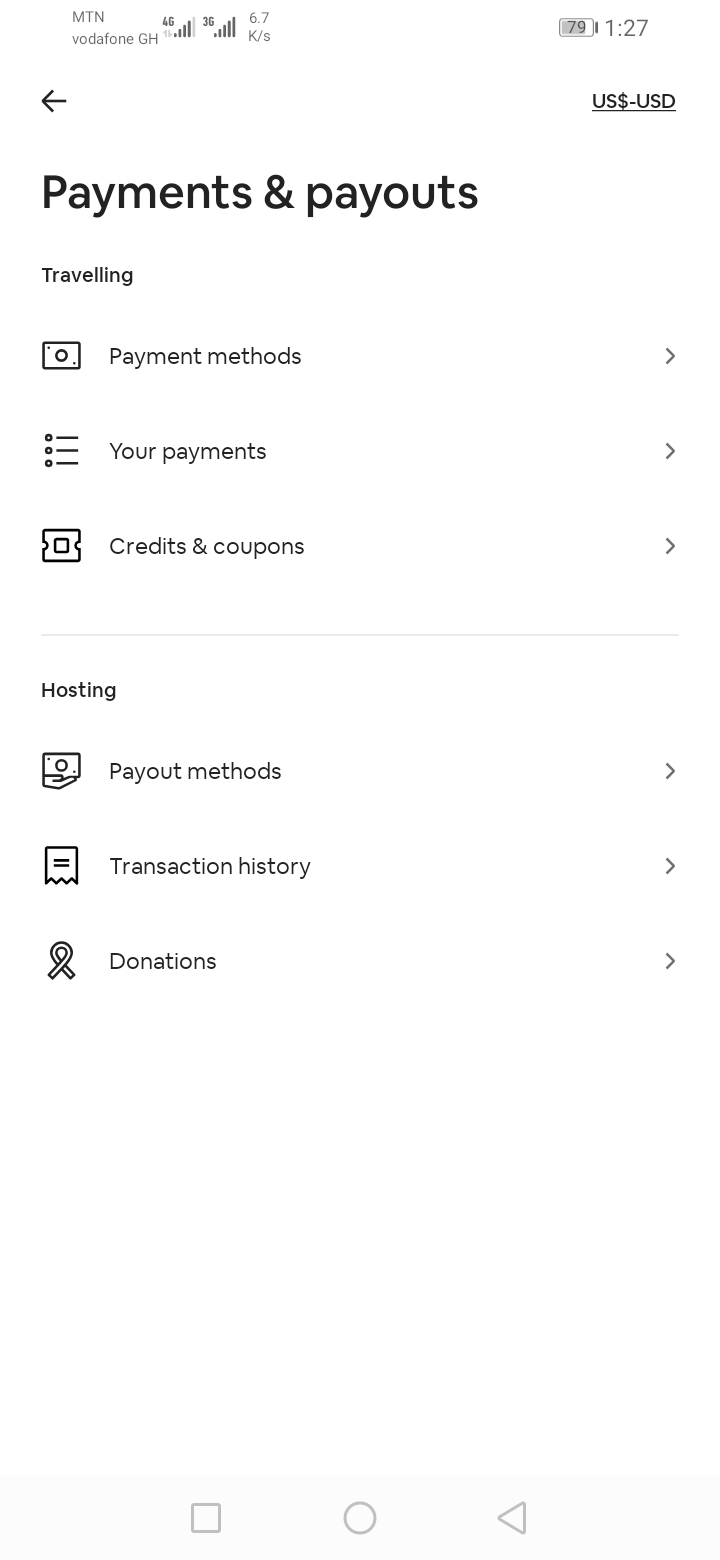 MTN
vodafone GH
4G
3G
6.7
K/s
79
1:27
US$-USD
Payments & payouts
Travelling
Payment methods
Your payments
Credits & coupons
Hosting
Payout methods
Transaction history
Donations